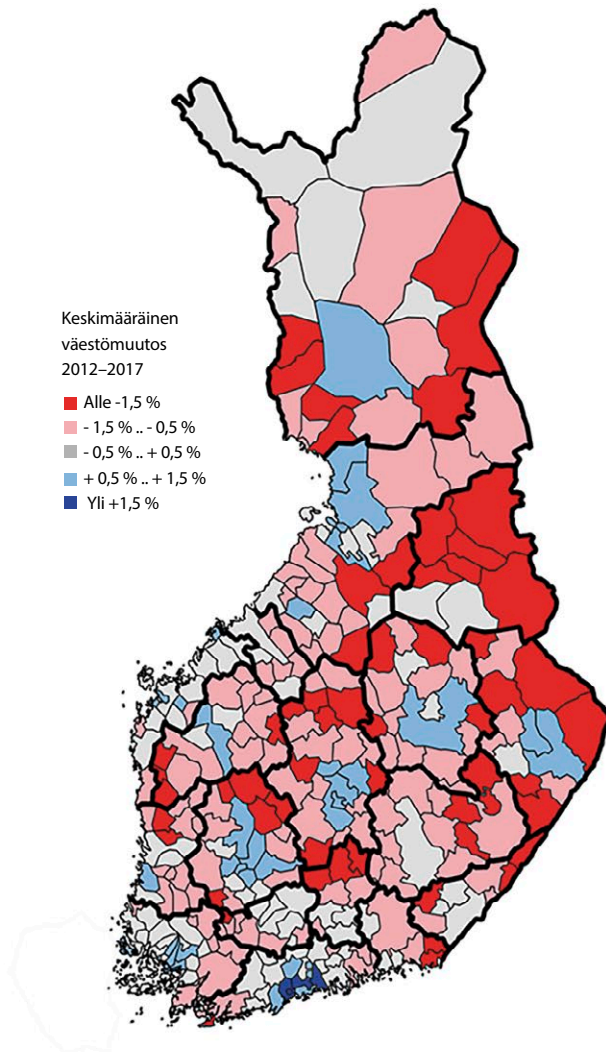 Keskimääräinen
väestömuutos
2012–2017
Alle -1,5 %
- 1,5 % .. - 0,5 %
- 0,5 % .. + 0,5 %
+ 0,5 % .. + 1,5 %
Yli +1,5 %